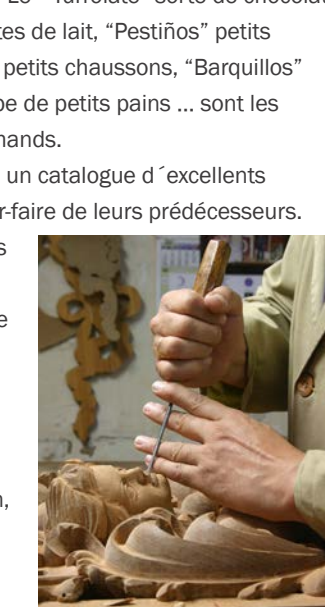 Le “Turrolate” sorte de chocolat
tes de lait, “Pestiños” petits
petits chaussons, “Barquillos”
pe de petits pains ... sont les
mands.
un catalogue d´excellents
r-faire de leurs prédécesseurs.
s
e
n,